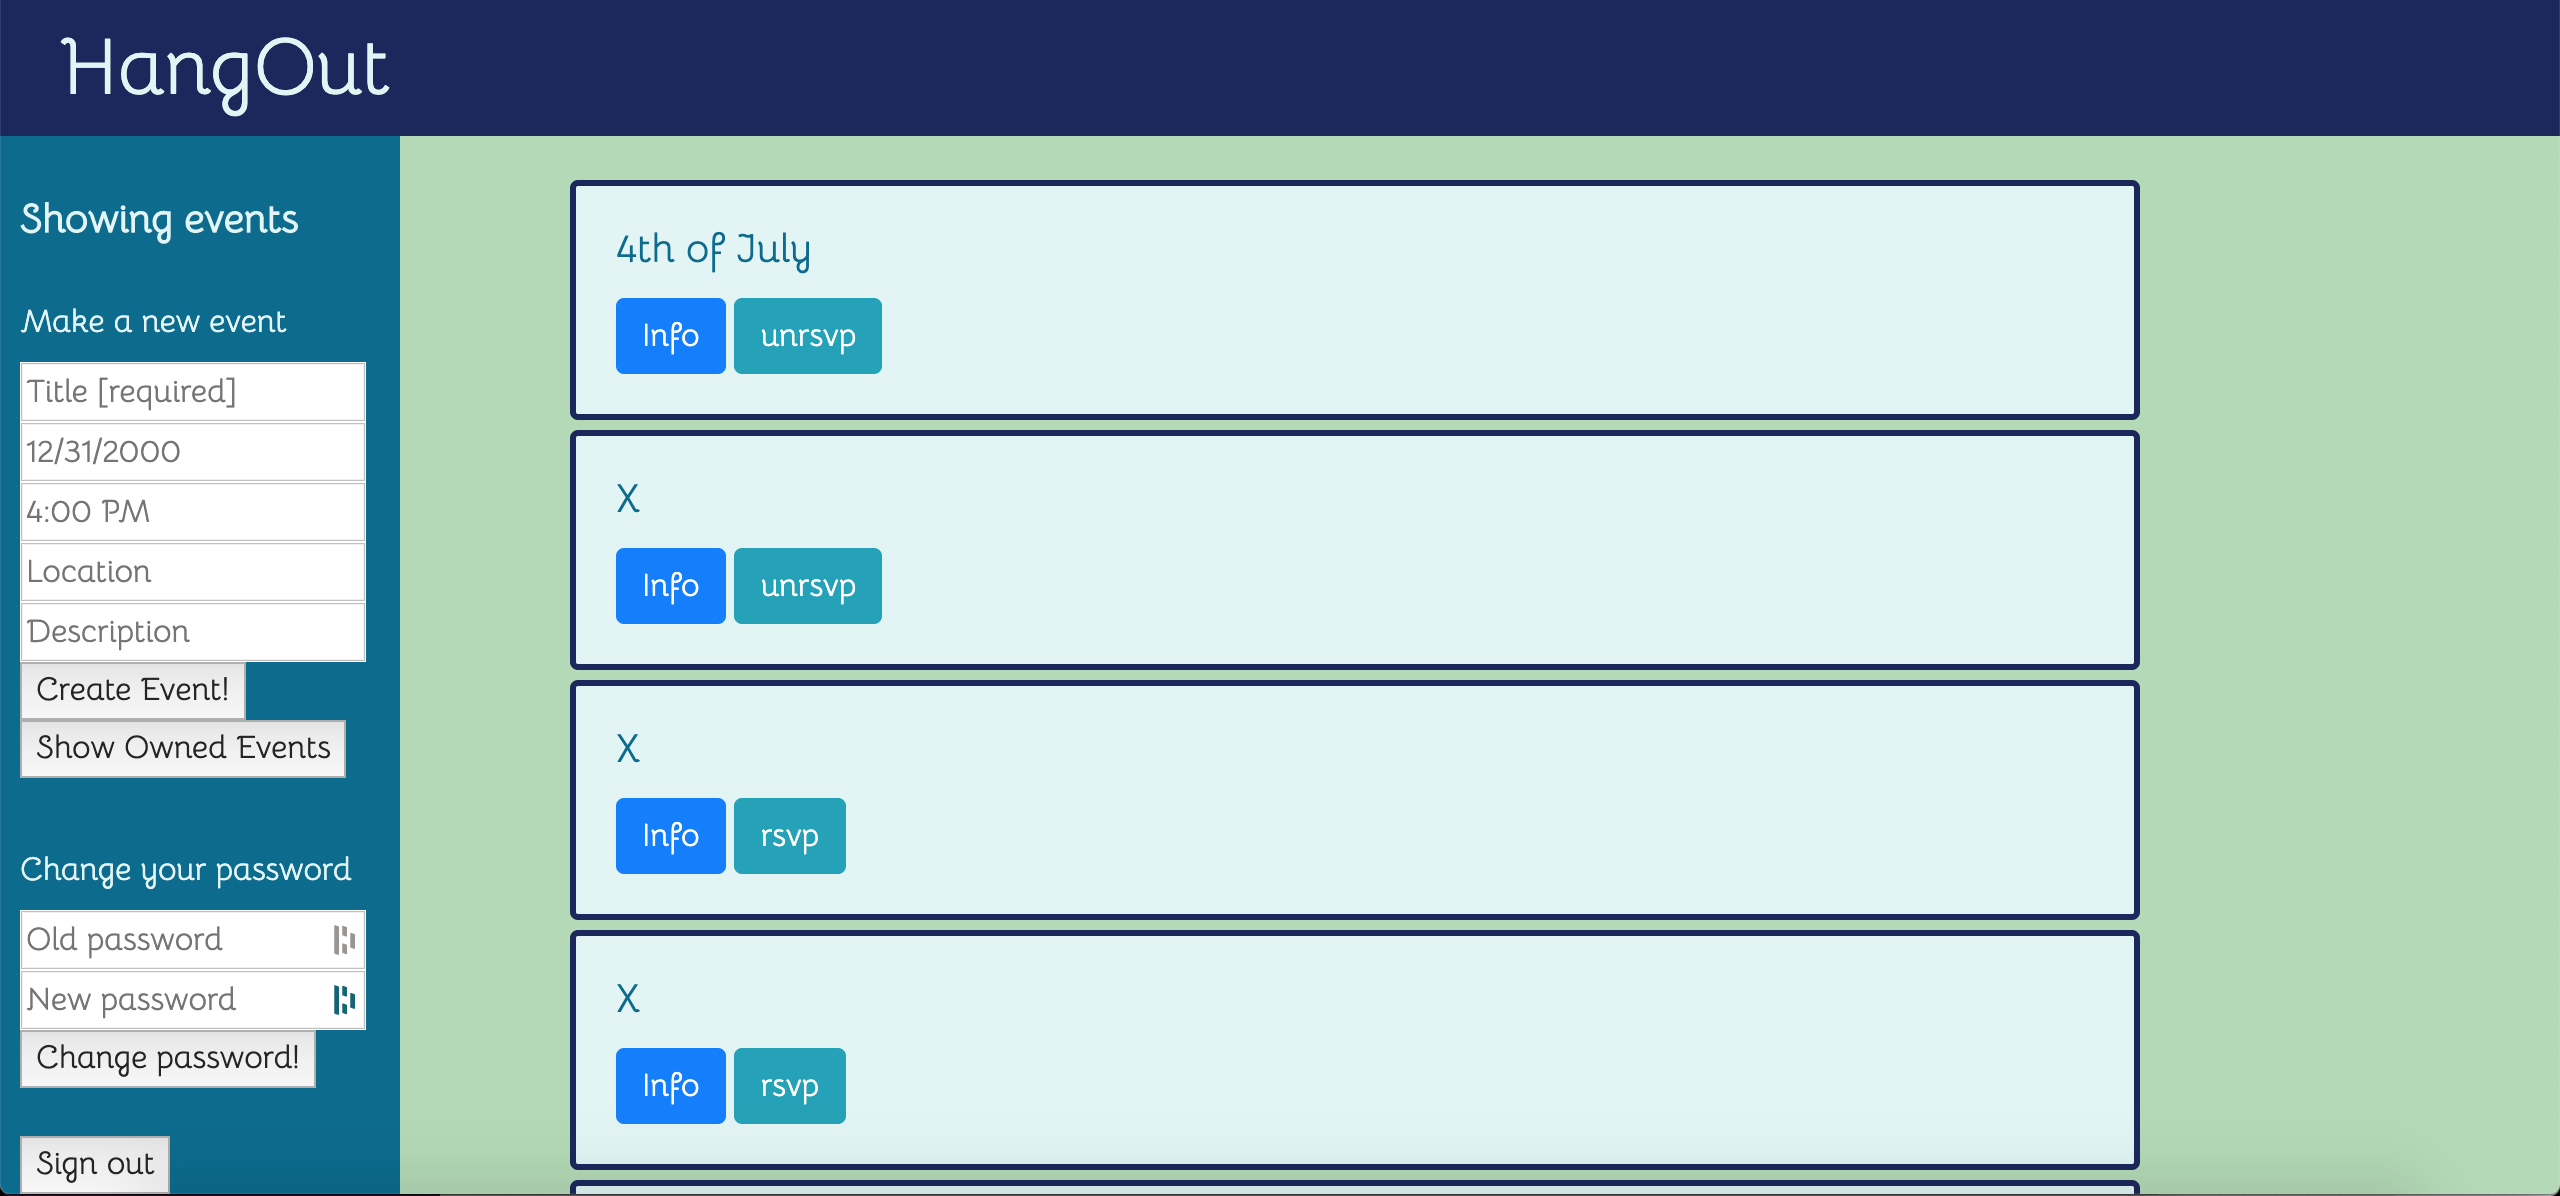 HangOut
Showing events
Make a new event
Title [required]
12/31/2000
4:00 PM
Location
Description
Create Event!
Show Owned Events
Change your password
Old password
New password
Change password!
Sign out
4th of July
Info unrsvp
X
Info unrsvp
X
Info rsvp
X
Info rsvp